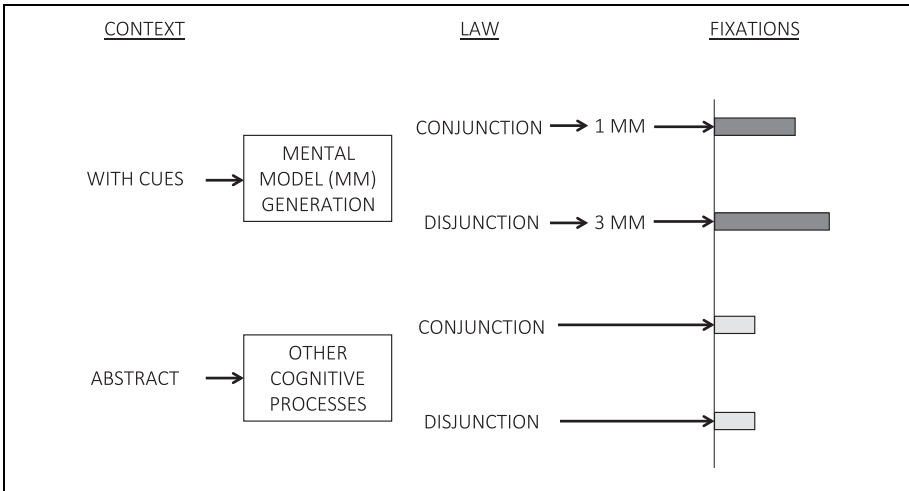 CONTEXT LAW FIXATIONS
CONJUNCTION 1 MM
WITH CUES
MENTAL
MODEL (MM)
GENERATION
DISJUNCTION 3 MM
CONJUNCTION
ABSTRACT
OTHER
COGNITIVE
PROCESSES
DISJUNCTION